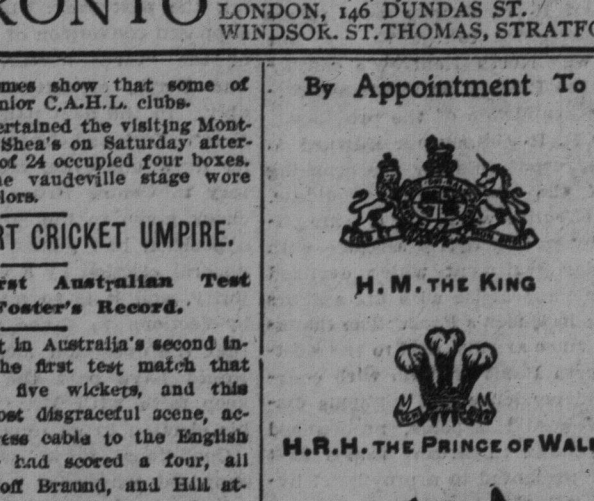 RONTO
LONDON, 146 DUNDAS ST.
WINDSOR. ST. THOMAS, STRATFO
mes show that some of
nior C.A.H.L. clubs.
ertained the visiting Mont-
Shea's on Saturday after-
of 24 occupied four boxes.
ne vaudeville stage wore
lors.
RT CRICKET UMPIRE.
rst Australian Test
Foster's Record.
t in Australia's second in-
he first test match that
five wickets, and this
ost disgraceful scene, ac-
ress cable to the English
had scored a four, all
off Braund, and Hill at-
By Appointment To
H. M. THE KING
H.R.H. THE PRINCE OF WAL